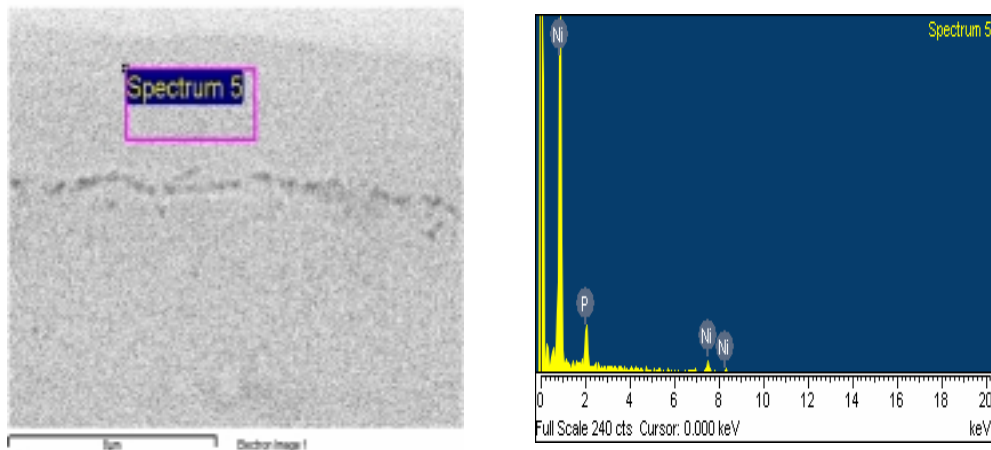 Spectrum 5
Electron Image 1
Spectrum 5
Ni
P
Ni
Ni
0 2 4 6 8 10 12 14 16 18 20
Full Scale 240 cts Cursor: 0.000 keV keV